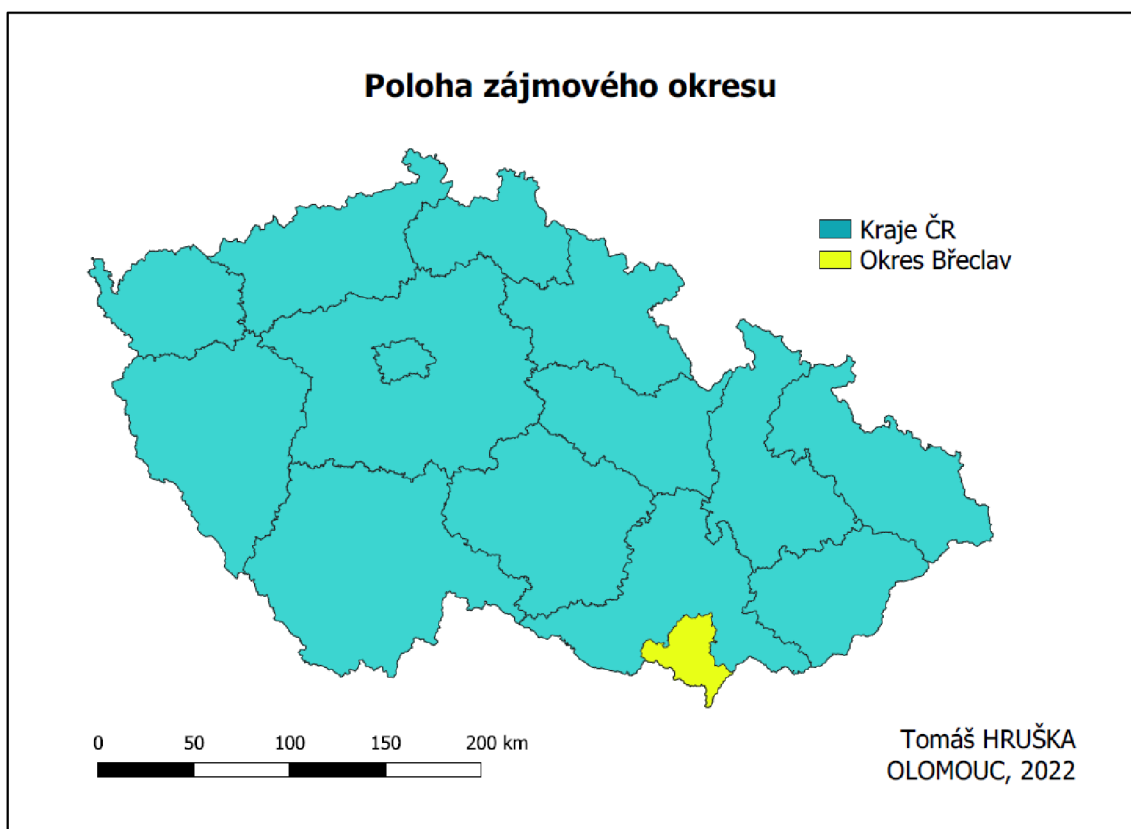 Poloha zájmového okresu
Kraje ČR
Okres Břeclav
0 50 100 150 200 km
Tomáš HRUŠKA
OLOMOUC, 2022